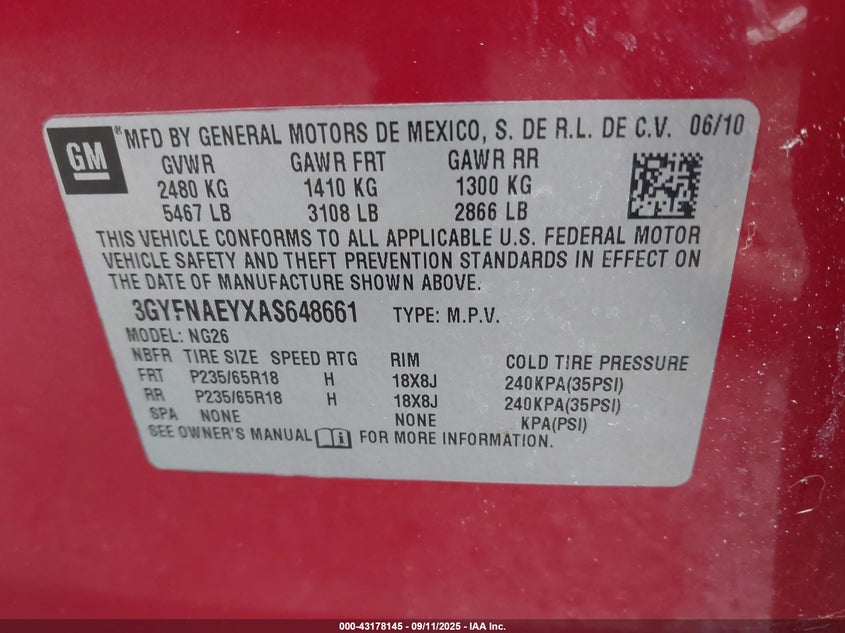 GM
® MFD BY GENERAL MOTORS DE MEXICO, S. DE R.L. DE C.V. 06/10
GVWR GAWR FRT GAWR RR
2480 KG 1410 KG 1300 KG
5467 LB 3108 LB 2866 LB
THIS VEHICLE CONFORMS TO ALL APPLICABLE U.S. FEDERAL MOTOR
VEHICLE SAFETY AND THEFT PREVENTION STANDARDS IN EFFECT ON
THE DATE OF MANUFACTURE SHOWN ABOVE.
3GYFNAEYXAS648661 TYPE: M.P.V.
MODEL: NG26
NBFR TIRE SIZE SPEED RTG RIM COLD TIRE PRESSURE
FRT P235/65R18 H 18X8J 240KPA(35PSI)
RR P235/65R18 H 18X8J 240KPA(35PSI)
SPA NONE NONE KPA(PSI)
SEE OWNER'S MANUAL FOR MORE INFORMATION.
000-43178145 - 09/11/2025 - IAA Inc.